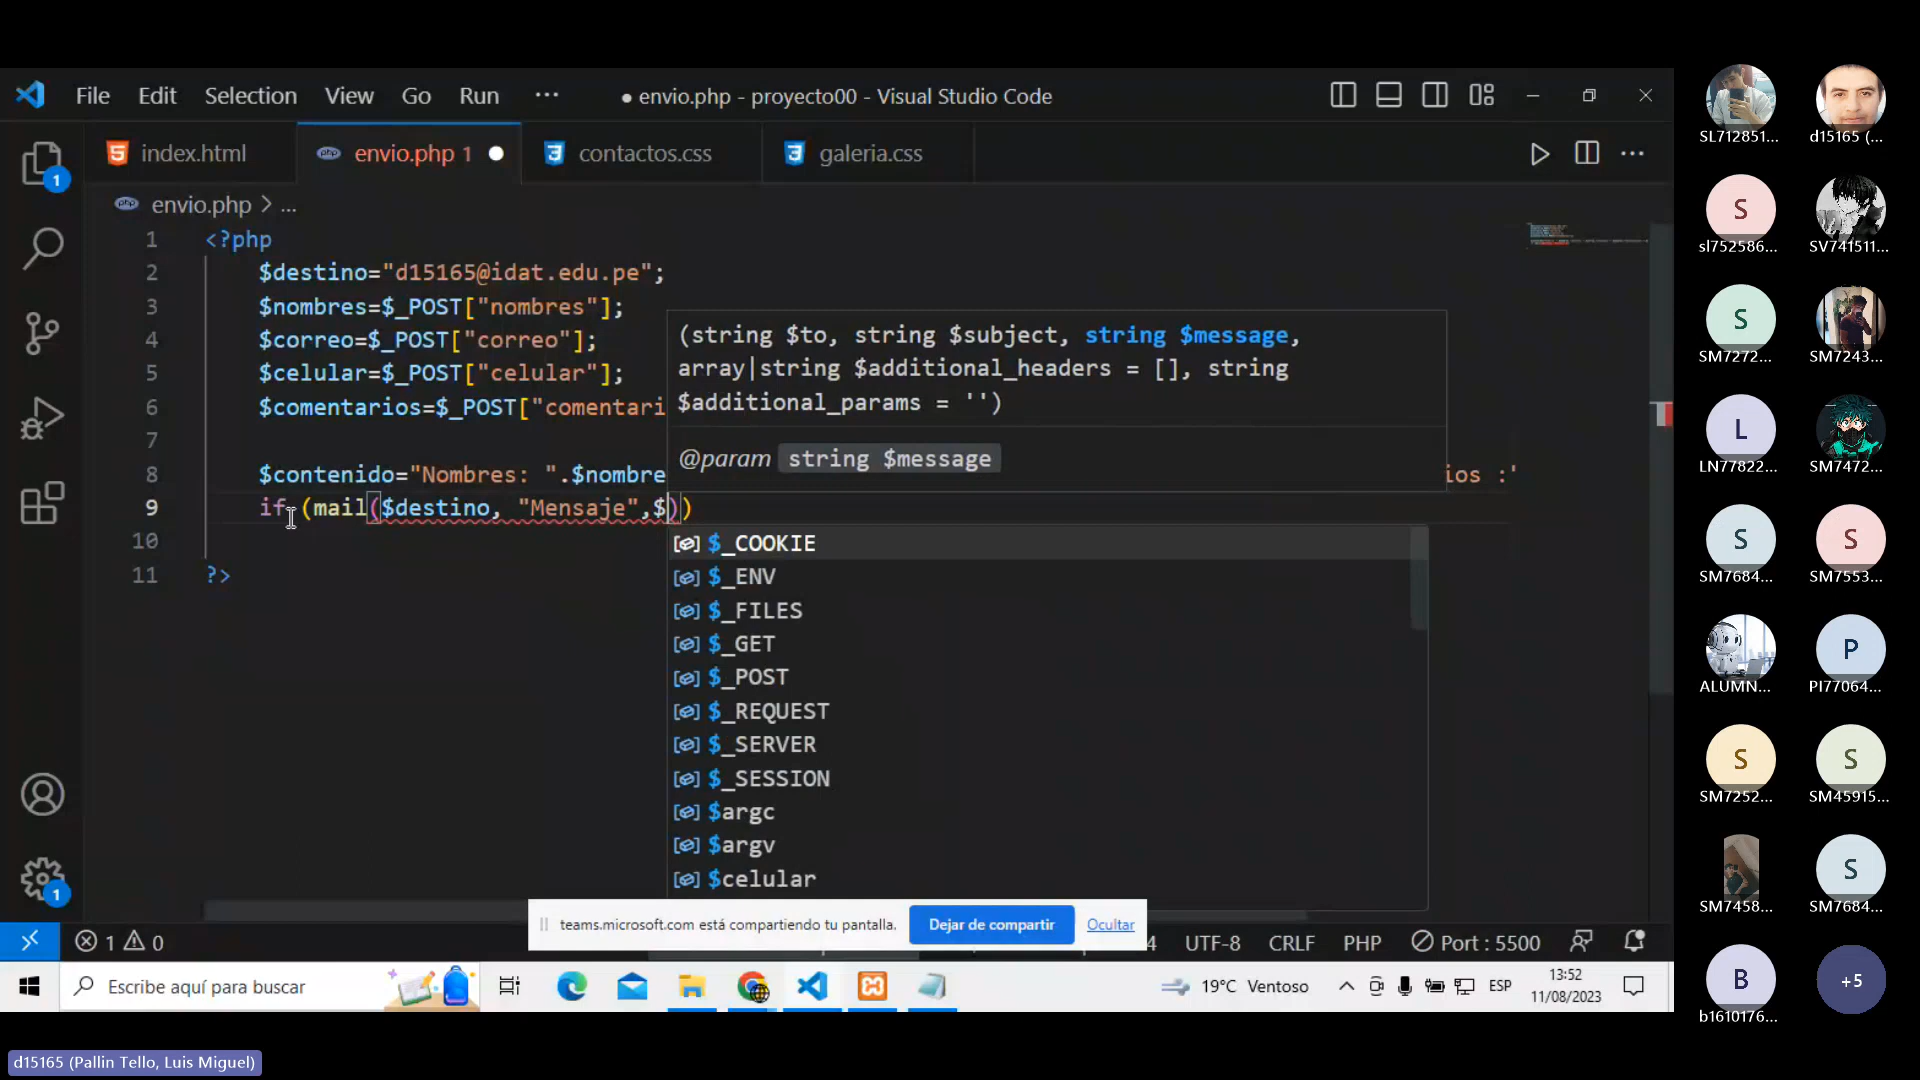 File Edit Selection View Go Run ··· ● envio.php - proyecto00 - Visual Studio Code
index.html envio.php 1 contactos.css galeria.css
envio.php > ...
1 <?php
2 $destino="d15165@idat.edu.pe";
3 $nombres=$_POST["nombres"];
4 $correo=$_POST["correo"];
5 $celular=$_POST["celular"];
6 $comentarios=$_POST["comentari
7
8 $contenido="Nombres: ".$nombre ios :'
9 if (mail($destino, "Mensaje",$))
10
11 ?>
(string $to, string $subject, string $message,
array|string $additional_headers = [], string
$additional_params = '')
@param string $message
$_COOKIE
$_ENV
$_FILES
$_GET
$_POST
$_REQUEST
$_SERVER
$_SESSION
$argc
$argv
$celular
1
1
teams.microsoft.com está compartiendo tu pantalla. Dejar de compartir Ocultar
1 0 4 UTF-8 CRLF PHP Port : 5500
Escribe aquí para buscar 19°C Ventoso ESP 13:52
11/08/2023
SL712851... d15165 (...
S
sl752586... SV741511...
S
SM7272... SM7243...
L
LN77822... SM7472...
S S
SM7684... SM7553...
P
ALUMN... PI77064...
S S
SM7252... SM45915...
S
SM7458... SM7684...
B +5
b1610176...
d15165 (Pallin Tello, Luis Miguel)